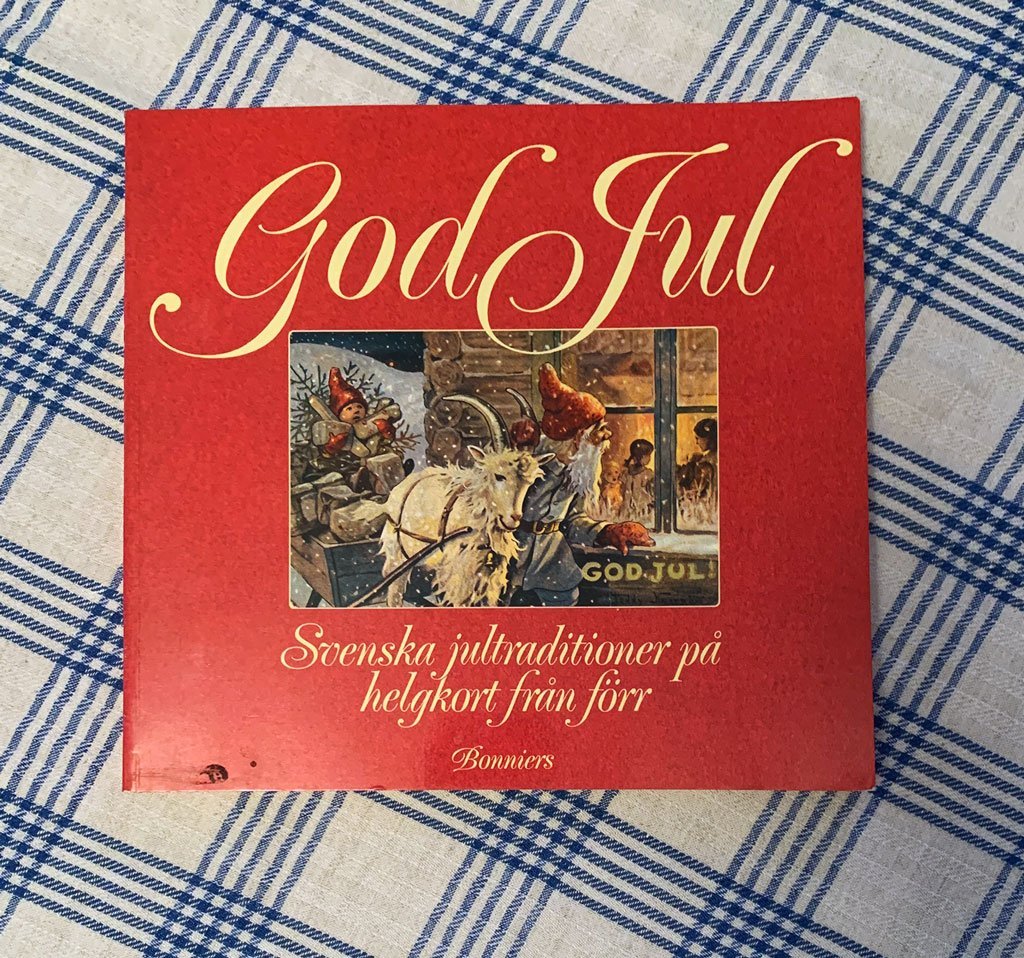 God Jul
GOD JUL!
Svenska jultraditioner på
helgkort från förr
Bonniers